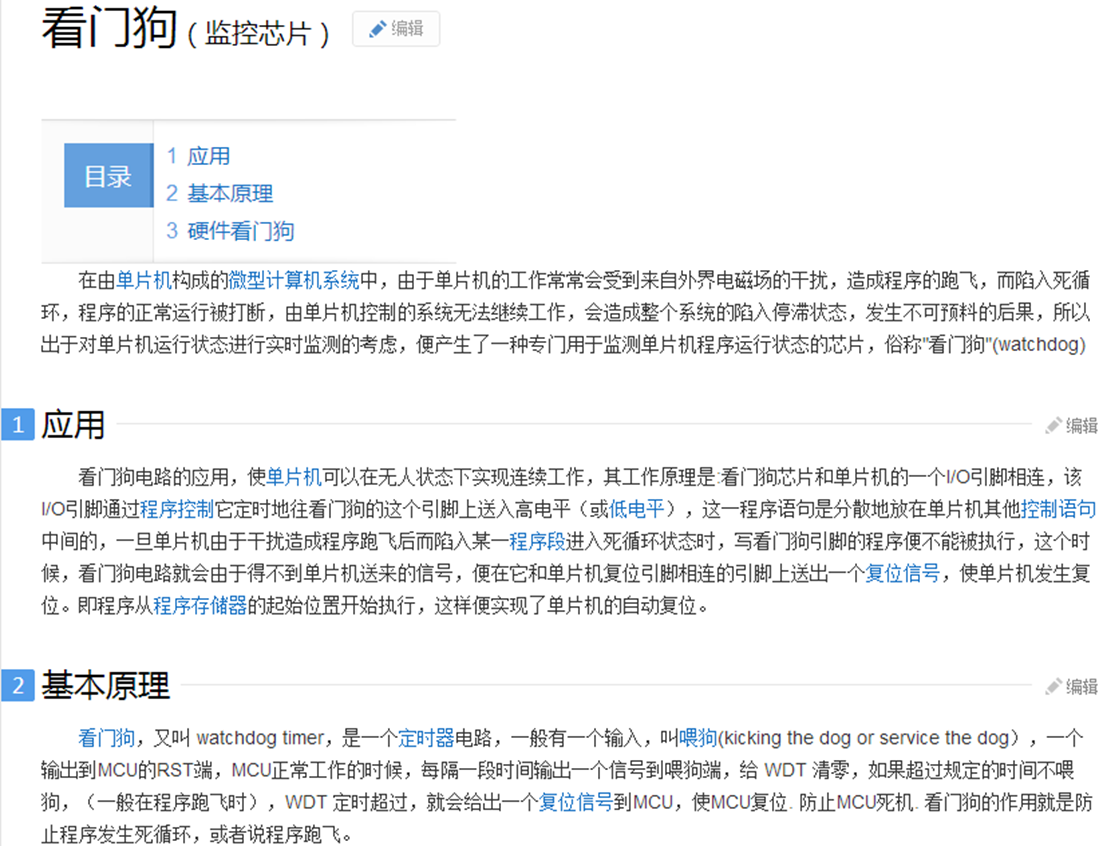 看门狗（监控芯片） 编辑
目录
1 应用
2 基本原理
3 硬件看门狗
在由单片机构成的微型计算机系统中，由于单片机的工作常常会受到来自外界电磁场的干扰，造成程序的跑飞，而陷入死循
环，程序的正常运行被打断，由单片机控制的系统无法继续工作，会造成整个系统的陷入停滞状态，发生不可预料的后果，所以
出于对单片机运行状态进行实时监测的考虑，便产生了一种专门用于监测单片机程序运行状态的芯片，俗称"看门狗"(watchdog)
1 应用 编辑
看门狗电路的应用，使单片机可以在无人状态下实现连续工作，其工作原理是:看门狗芯片和单片机的一个I/O引脚相连，该
I/O引脚通过程序控制它定时地往看门狗的这个引脚上送入高电平（或低电平），这一程序语句是分散地放在单片机其他控制语句
中间的，一旦单片机由于干扰造成程序跑飞后而陷入某一程序段进入死循环状态时，写看门狗引脚的程序便不能被执行，这个时
候，看门狗电路就会由于得不到单片机送来的信号，便在它和单片机复位引脚相连的引脚上送出一个复位信号，使单片机发生复
位。即程序从程序存储器的起始位置开始执行，这样便实现了单片机的自动复位。
2 基本原理 编辑
看门狗，又叫 watchdog timer，是一个定时器电路，一般有一个输入，叫喂狗(kicking the dog or service the dog），一个
输出到MCU的RST端，MCU正常工作的时候，每隔一段时间输出一个信号到喂狗端，给 WDT 清零，如果超过规定的时间不喂
狗，（一般在程序跑飞时），WDT 定时超过，就会给出一个复位信号到MCU，使MCU复位. 防止MCU死机. 看门狗的作用就是防
止程序发生死循环，或者说程序跑飞。